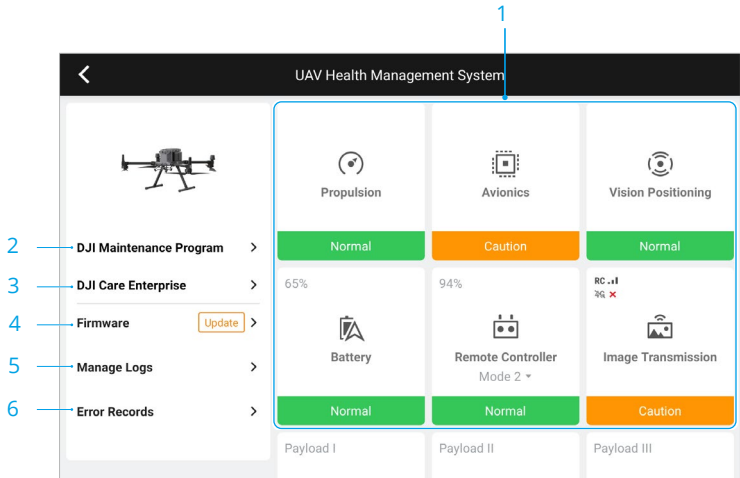 1
UAV Health Management System
Propulsion
Avionics
Vision Positioning
2
DJI Maintenance Program
Normal
Caution
Normal
3
DJI Care Enterprise
65%
94%
RC
4G
4
Firmware
Update
Battery
Remote Controller
Image Transmission
5
Manage Logs
Mode 2
6
Error Records
Normal
Normal
Caution
Payload I
Payload II
Payload III